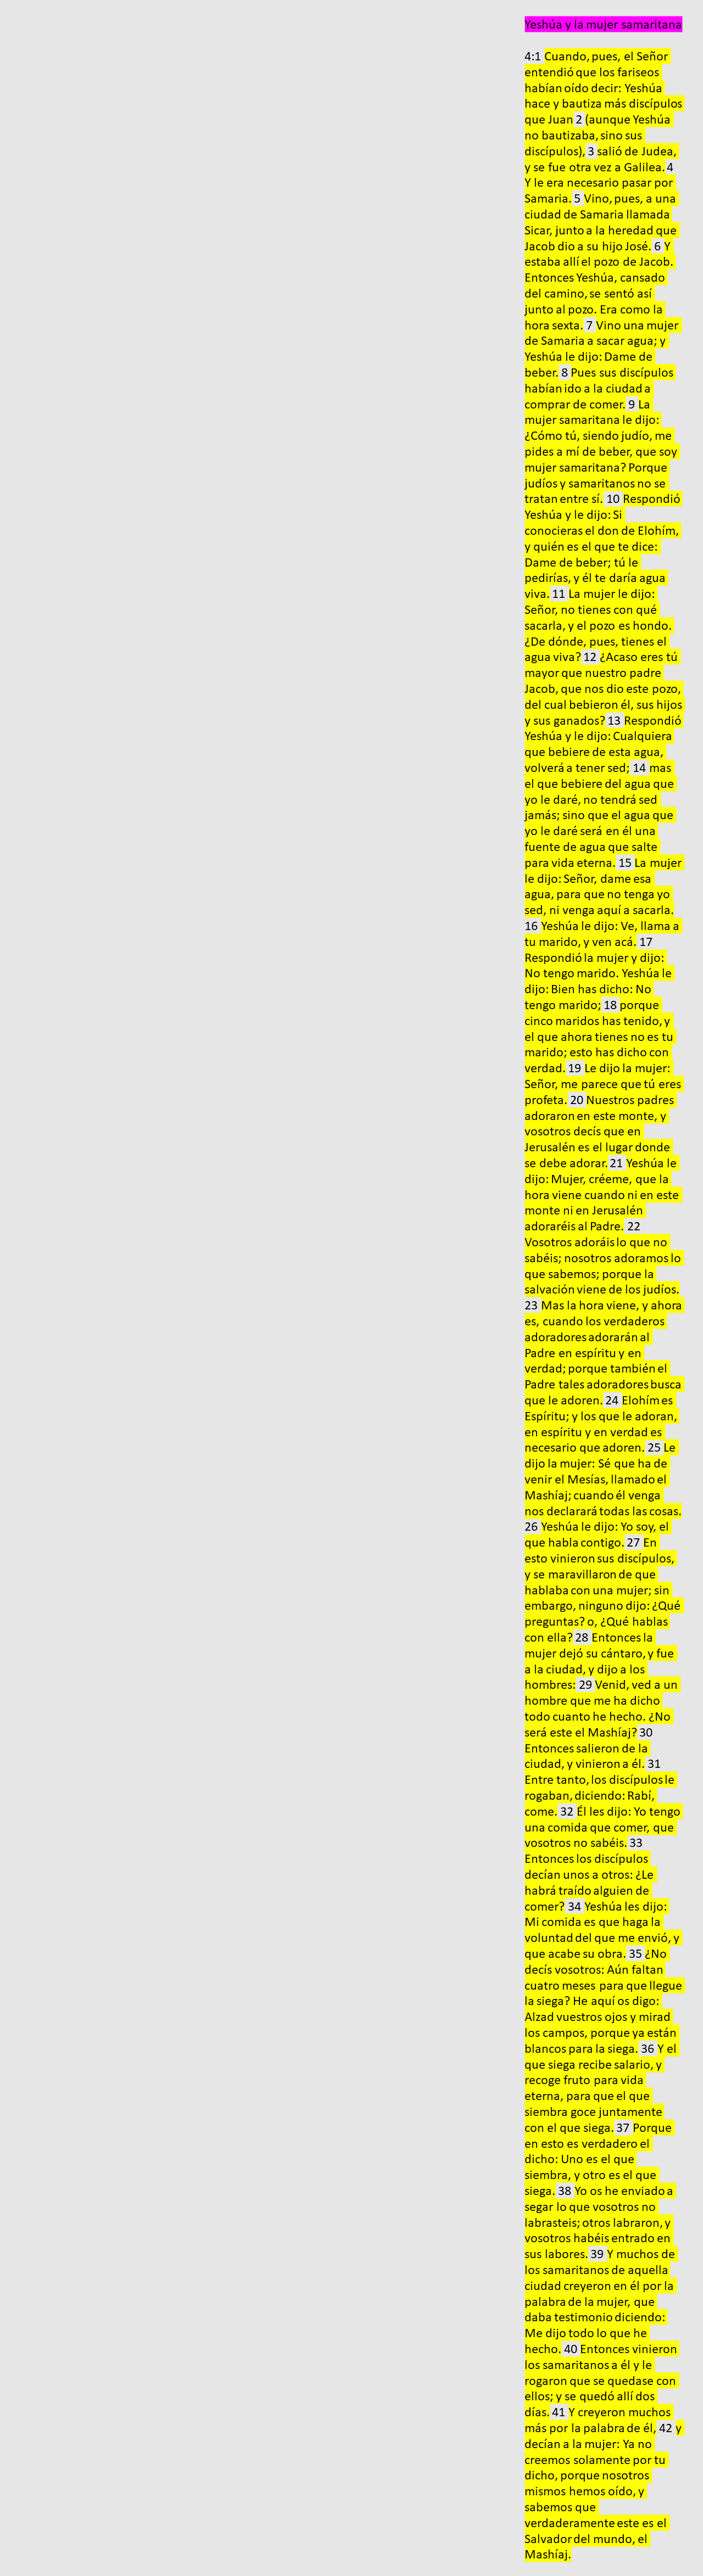 Yeshúa y la mujer samaritana
4:1 Cuando, pues, el Señor
entendió que los fariseos
habían oído decir: Yeshúa
hace y bautiza más discípulos
que Juan 2 (aunque Yeshúa
no bautizaba, sino sus
discípulos), 3 salió de Judea,
y se fue otra vez a Galilea. 4
Y le era necesario pasar por
Samaria. 5 Vino, pues, a una
ciudad de Samaria llamada
Sicar, junto a la heredad que
Jacob dio a su hijo José. 6 Y
estaba allí el pozo de Jacob.
Entonces Yeshúa, cansado
del camino, se sentó así
junto al pozo. Era como la
hora sexta. 7 Vino una mujer
de Samaria a sacar agua; y
Yeshúa le dijo: Dame de
beber. 8 Pues sus discípulos
habían ido a la ciudad a
comprar de comer. 9 La
mujer samaritana le dijo:
¿Cómo tú, siendo judío, me
pides a mí de beber, que soy
mujer samaritana? Porque
judíos y samaritanos no se
tratan entre sí. 10 Respondió
Yeshúa y le dijo: Si
conocieras el don de Elohím,
y quién es el que te dice:
Dame de beber; tú le
pedirías, y él te daría agua
viva. 11 La mujer le dijo:
Señor, no tienes con qué
sacarla, y el pozo es hondo.
¿De dónde, pues, tienes el
agua viva? 12 ¿Acaso eres tú
mayor que nuestro padre
Jacob, que nos dio este pozo,
del cual bebieron él, sus hijos
y sus ganados? 13 Respondió
Yeshúa y le dijo: Cualquiera
que bebiere de esta agua,
volverá a tener sed; 14 mas
el que bebiere del agua que
yo le daré, no tendrá sed
jamás; sino que el agua que
yo le daré será en él una
fuente de agua que salte
para vida eterna. 15 La mujer
le dijo: Señor, dame esa
agua, para que no tenga yo
sed, ni venga aquí a sacarla.
16 Yeshúa le dijo: Ve, llama a
tu marido, y ven acá. 17
Respondió la mujer y dijo:
No tengo marido. Yeshúa le
dijo: Bien has dicho: No
tengo marido; 18 porque
cinco maridos has tenido, y
el que ahora tienes no es tu
marido; esto has dicho con
verdad. 19 Le dijo la mujer:
Señor, me parece que tú eres
profeta. 20 Nuestros padres
adoraron en este monte, y
vosotros decís que en
Jerusalén es el lugar donde
se debe adorar. 21 Yeshúa le
dijo: Mujer, créeme, que la
hora viene cuando ni en este
monte ni en Jerusalén
adoraréis al Padre. 22
Vosotros adoráis lo que no
sabéis; nosotros adoramos lo
que sabemos; porque la
salvación viene de los judíos.
23 Mas la hora viene, y ahora
es, cuando los verdaderos
adoradores adorarán al
Padre en espíritu y en
verdad; porque también el
Padre tales adoradores busca
que le adoren. 24 Elohím es
Espíritu; y los que le adoran,
en espíritu y en verdad es
necesario que adoren. 25 Le
dijo la mujer: Sé que ha de
venir el Mesías, llamado el
Mashíaj; cuando él venga
nos declarará todas las cosas.
26 Yeshúa le dijo: Yo soy, el
que habla contigo. 27 En
esto vinieron sus discípulos,
y se maravillaron de que
hablaba con una mujer; sin
embargo, ninguno dijo: ¿Qué
preguntas? o, ¿Qué hablas
con ella? 28 Entonces la
mujer dejó su cántaro, y fue
a la ciudad, y dijo a los
hombres: 29 Venid, ved a un
hombre que me ha dicho
todo cuanto he hecho. ¿No
será este el Mashíaj? 30
Entonces salieron de la
ciudad, y vinieron a él. 31
Entre tanto, los discípulos le
rogaban, diciendo: Rabí,
come. 32 Él les dijo: Yo tengo
una comida que comer, que
vosotros no sabéis. 33
Entonces los discípulos
decían unos a otros: ¿Le
habrá traído alguien de
comer? 34 Yeshúa les dijo:
Mi comida es que haga la
voluntad del que me envió, y
que acabe su obra. 35 ¿No
decís vosotros: Aún faltan
cuatro meses para que llegue
la siega? He aquí os digo:
Alzad vuestros ojos y mirad
los campos, porque ya están
blancos para la siega. 36 Y el
que siega recibe salario, y
recoge fruto para vida
eterna, para que el que
siembra goce juntamente
con el que siega. 37 Porque
en esto es verdadero el
dicho: Uno es el que
siembra, y otro es el que
siega. 38 Yo os he enviado a
segar lo que vosotros no
labrasteis; otros labraron, y
vosotros habéis entrado en
sus labores. 39 Y muchos de
los samaritanos de aquella
ciudad creyeron en él por la
palabra de la mujer, que
daba testimonio diciendo:
Me dijo todo lo que he
hecho. 40 Entonces vinieron
los samaritanos a él y le
rogaron que se quedase con
ellos; y se quedó allí dos
días. 41 Y creyeron muchos
más por la palabra de él, 42 y
decían a la mujer: Ya no
creemos solamente por tu
dicho, porque nosotros
mismos hemos oído, y
sabemos que
verdaderamente este es el
Salvador del mundo, el
Mashíaj.